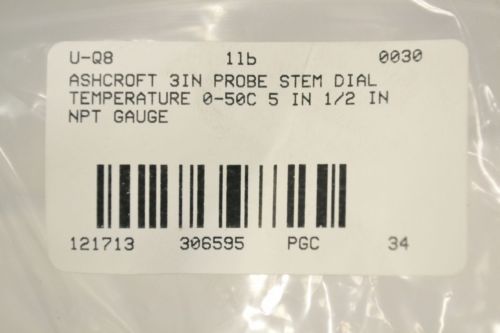 U-Q8 1lb 0030
ASHCROFT 3IN PROBE STEM DIAL
TEMPERATURE 0-50C 5 IN 1/2 IN
NPT GAUGE
121713 306595 PGC 34